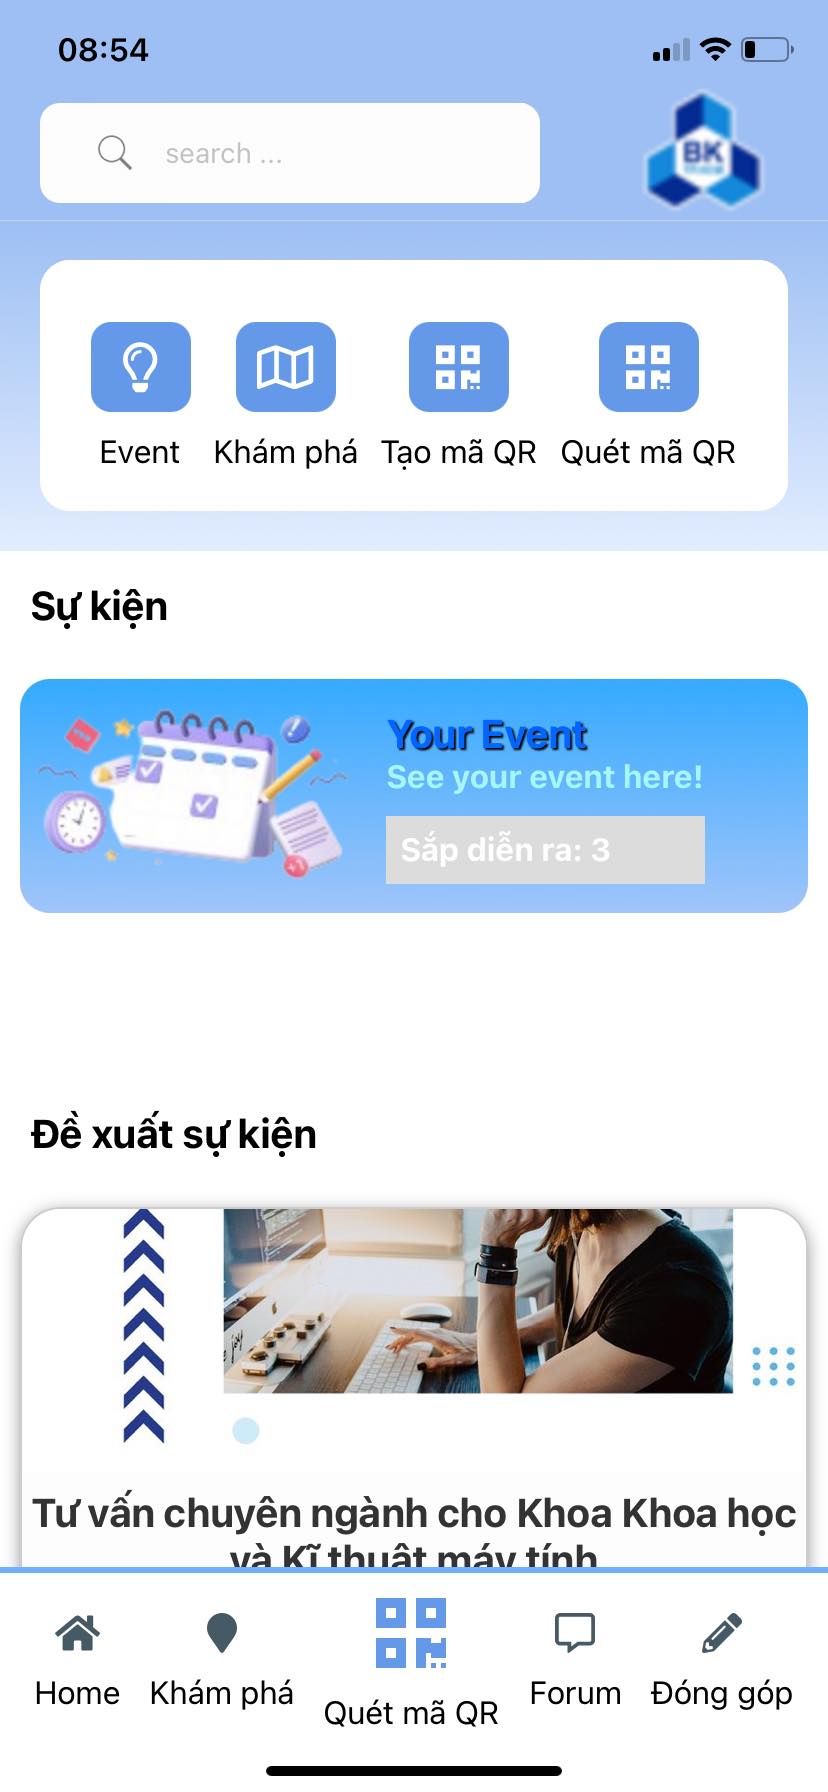 08:54
search ...
BK
Event
Khám phá
Tạo mã QR
Quét mã QR
Sự kiện
Your Event
See your event here!
Sắp diễn ra: 3
Đề xuất sự kiện
Tư vấn chuyên ngành cho Khoa Khoa học
và Kĩ thuật máy tính
Home
Khám phá
Quét mã QR
Forum
Đóng góp